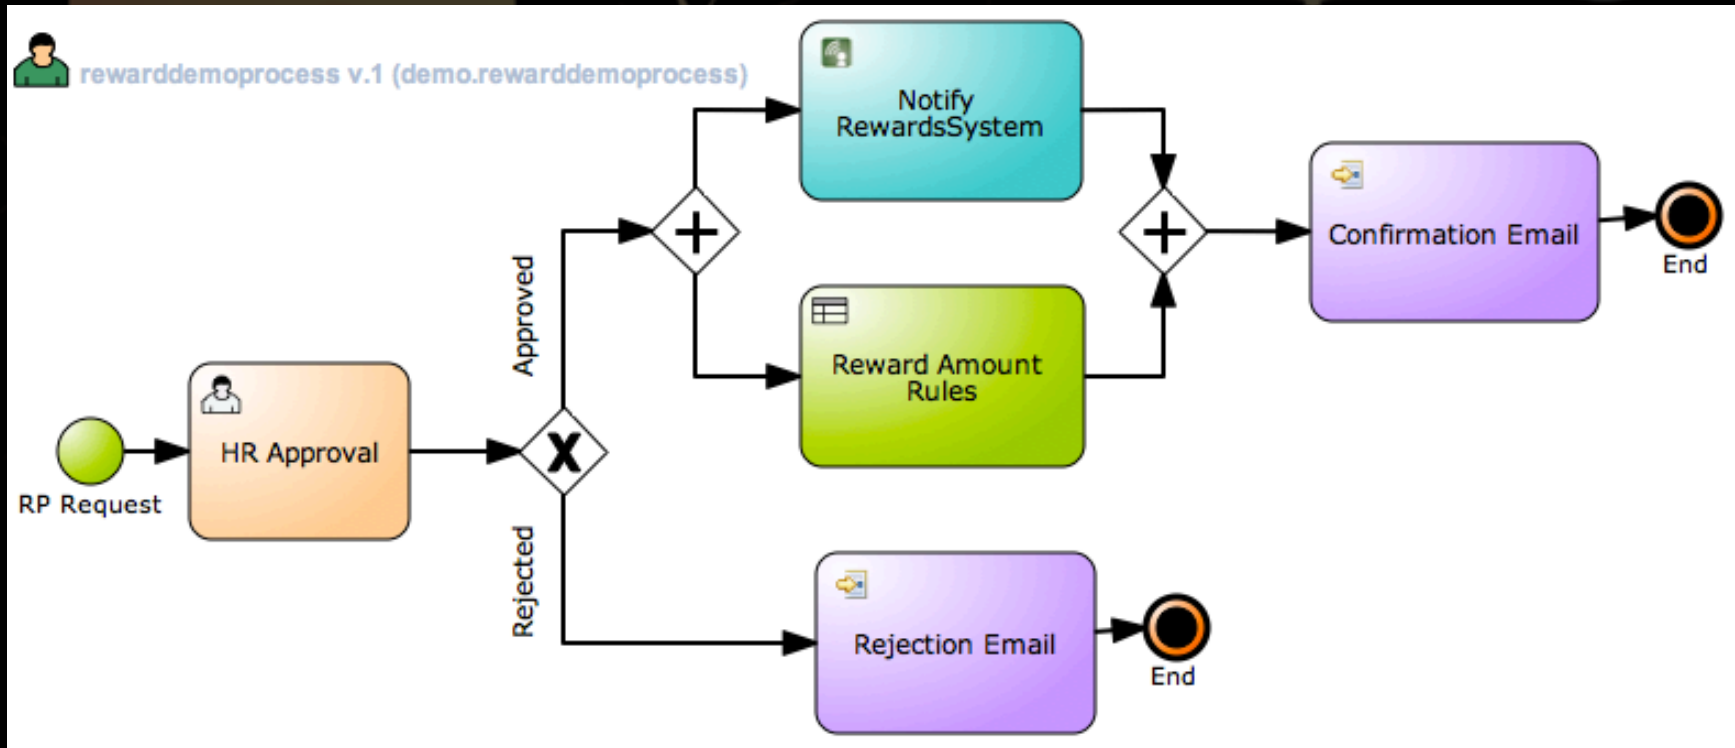 rewarddemoprocess v.1 (demo.rewarddemoprocess)
Notify
RewardsSystem
Confirmation Email
End
Approved
Reward Amount
Rules
HR Approval
X
RP Request
Rejected
Rejection Email
End